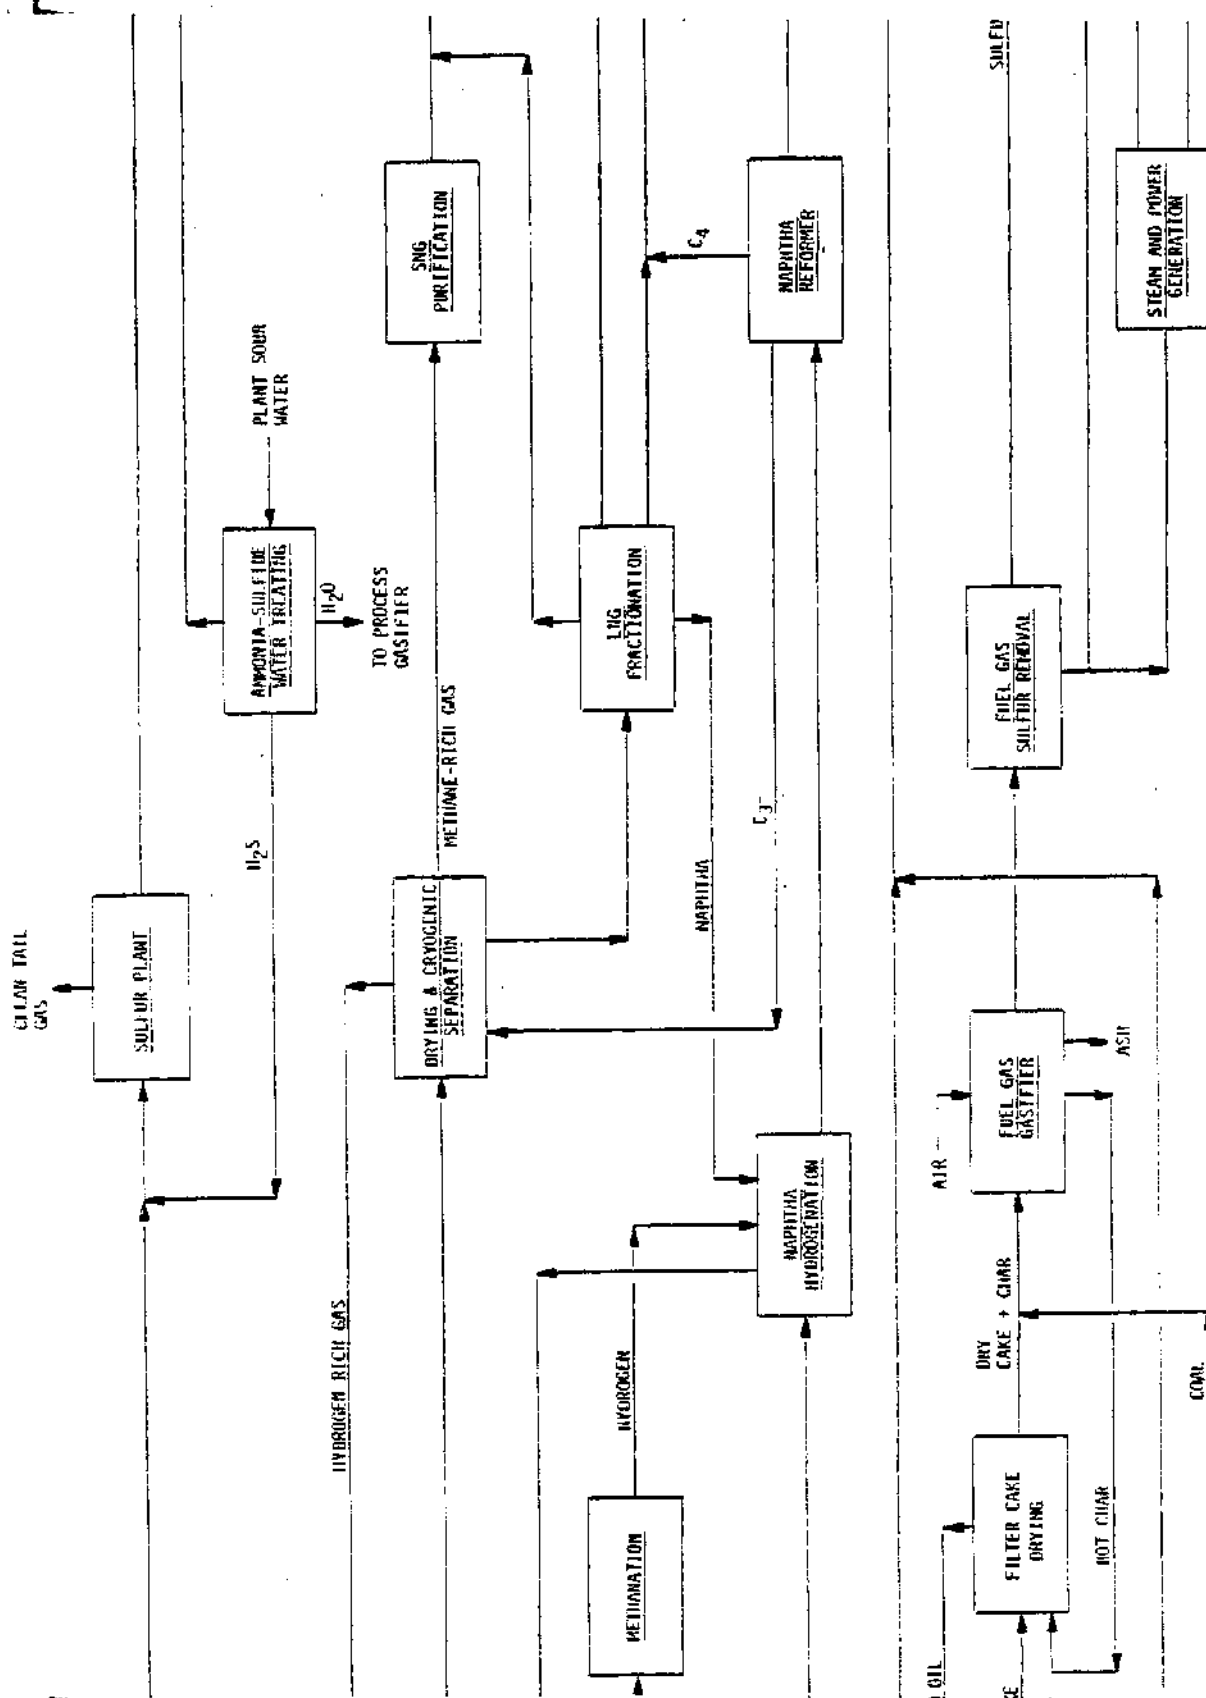 CLEAN TAIL
GAS
SULFUR PLANT
H2S
AMMONIA-SULFIDE
WATER TREATING
PLANT SOUR
WATER
H2O
TO PROCESS
GASIFIER
HYDROGEN RICH GAS
DRYING & CRYOGENIC
SEPARATION
METHANE-RICH GAS
SNG
PURIFICATION
METHANATION
HYDROGEN
LNG
FRACTIONATION
NAPHTHA
C3-
C4
NAPHTHA
HYDROGENATION
NAPHTHA
REFORMER
OIL
FILTER CAKE
DRYING
HOT CHAR
DRY
CAKE + CHAR
COAL
AIR
FUEL GAS
GASIFIER
ASH
FUEL GAS
SULFUR REMOVAL
STEAM AND POWER
GENERATION